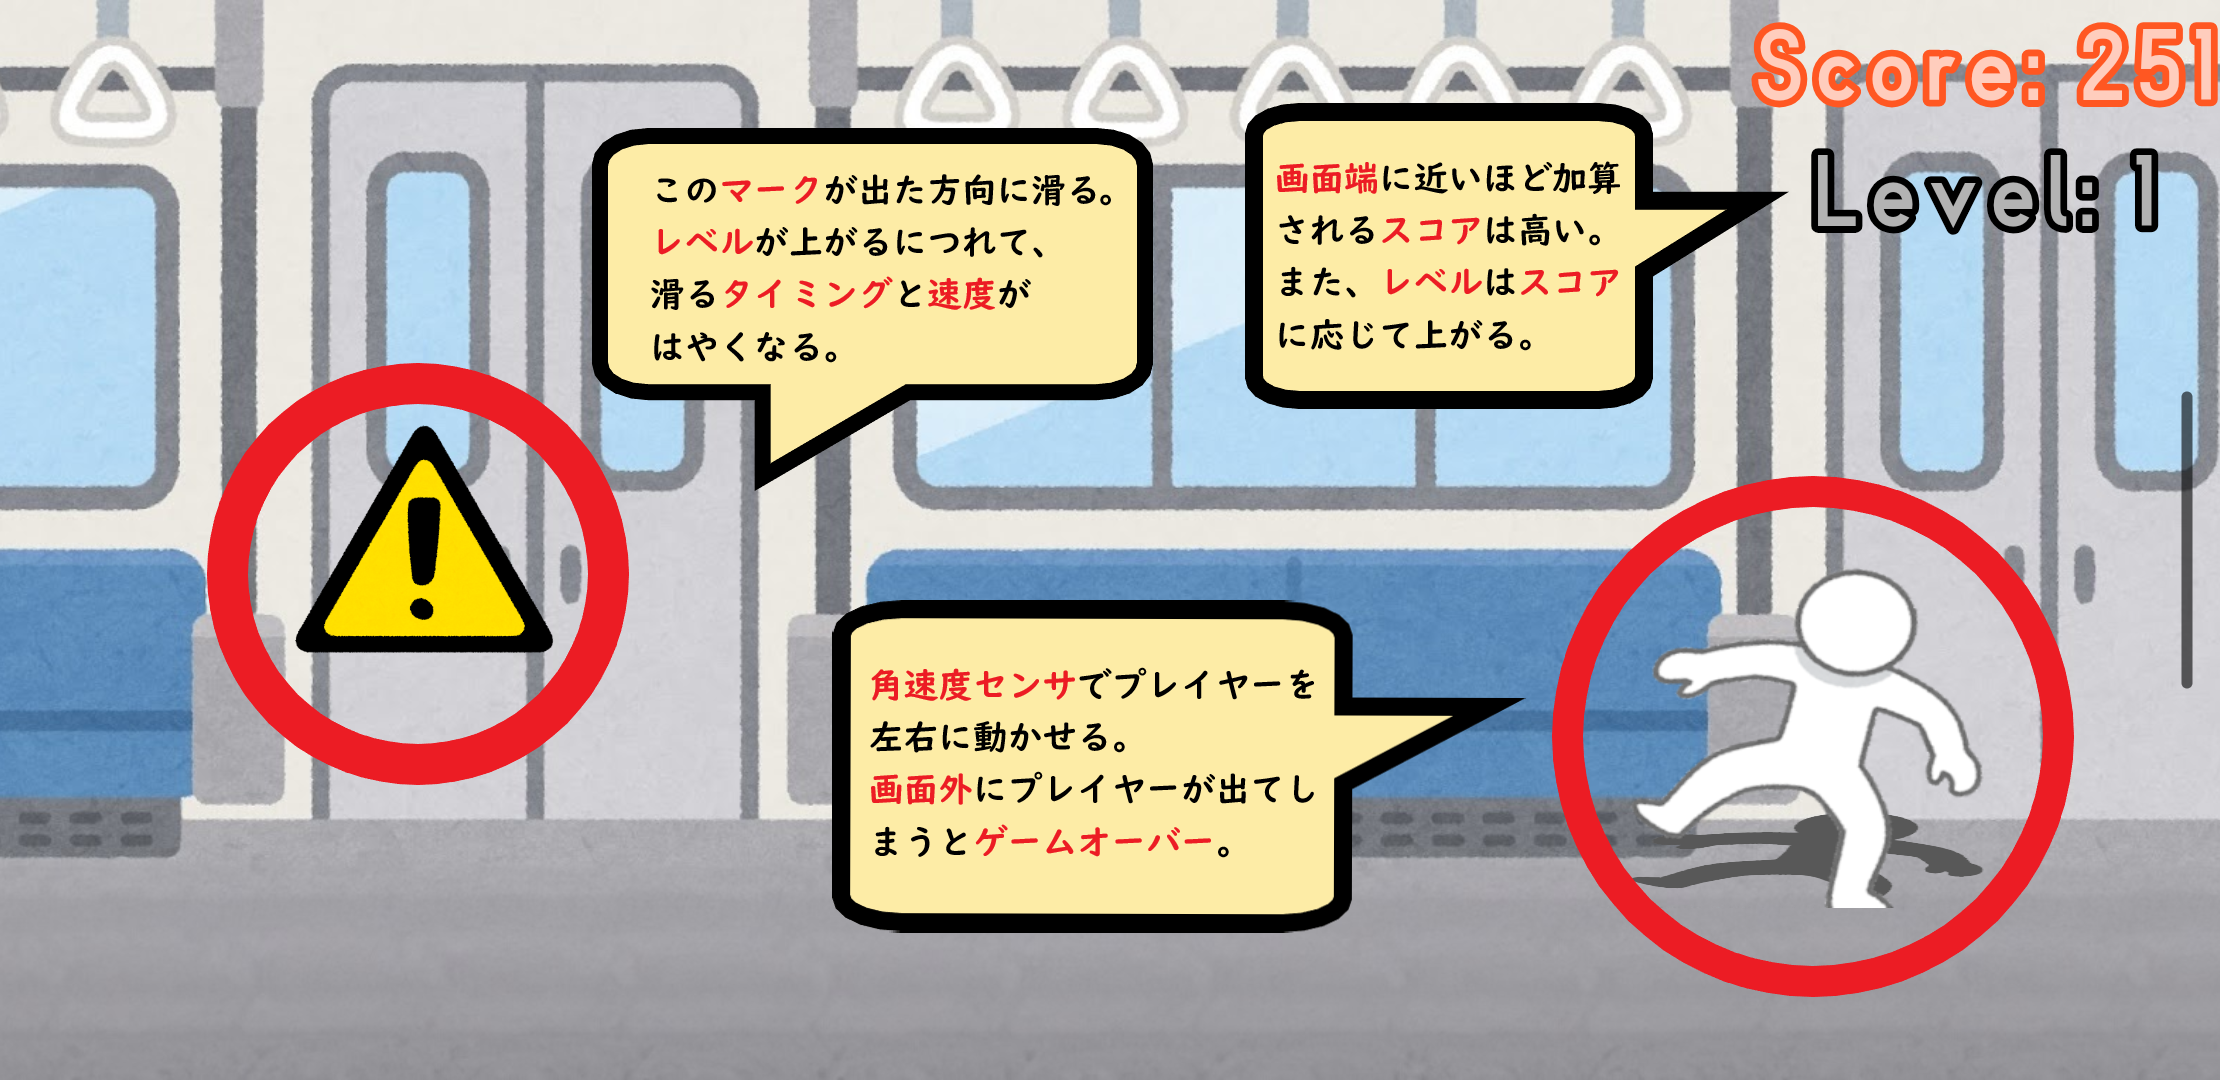 Score: 251
Level: 1
このマークが出た方向に滑る。
レベルが上がるにつれて、
滑るタイミングと速度が
はやくなる。
画面端に近いほど加算
されるスコアは高い。
また、レベルはスコア
に応じて上がる。
角速度センサでプレイヤーを
左右に動かせる。
画面外にプレイヤーが出てし
まうとゲームオーバー。
!